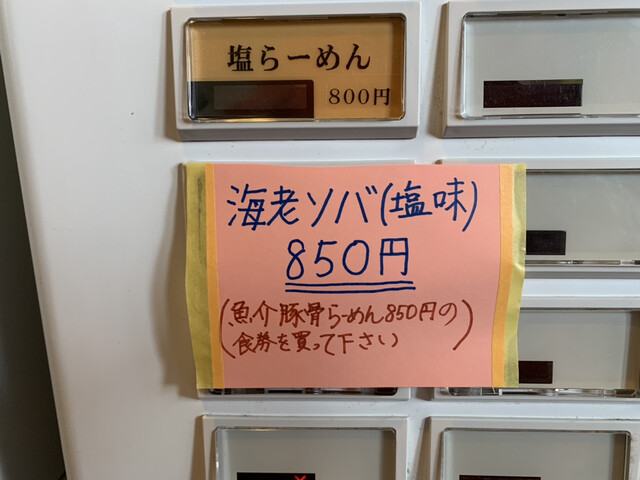 塩らーめん
800円
海老ソバ(塩味)
850円
(魚介豚骨らーめん850円の
食券を買って下さい)